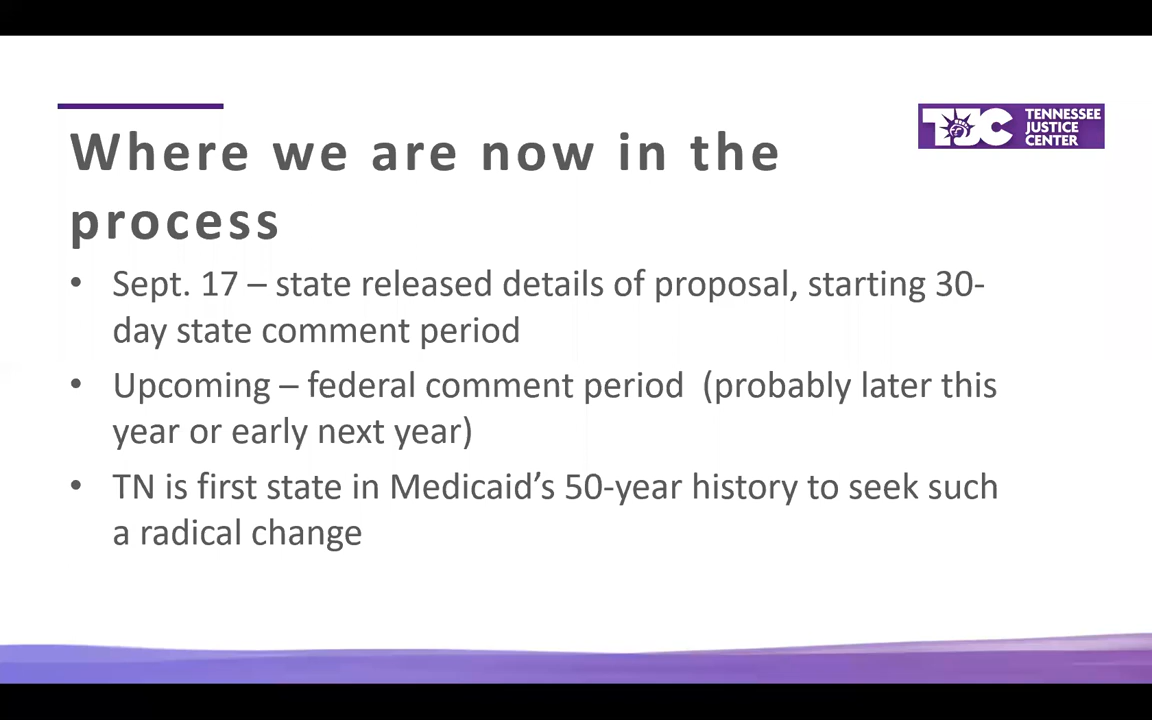 Where we are now in the
process
TJC TENNESSEE
JUSTICE
CENTER
• Sept. 17 – state released details of proposal, starting 30-
day state comment period
• Upcoming – federal comment period (probably later this
year or early next year)
• TN is first state in Medicaid’s 50-year history to seek such
a radical change